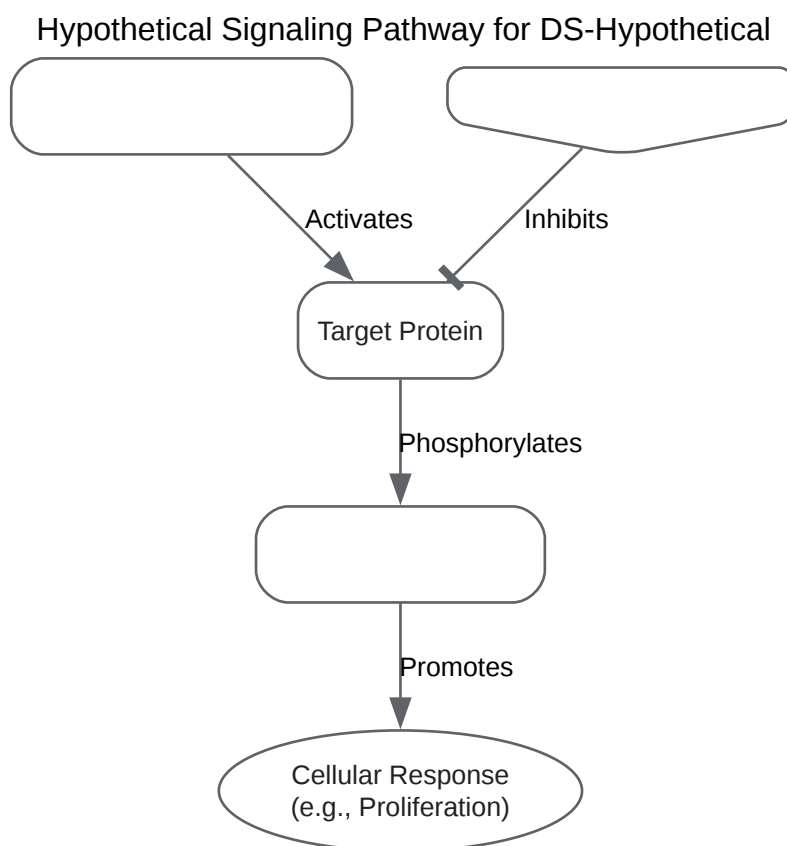 Hypothetical Signaling Pathway for DS-Hypothetical
Activates
Inhibits
Target Protein
Phosphorylates
Promotes
Cellular Response
(e.g., Proliferation)